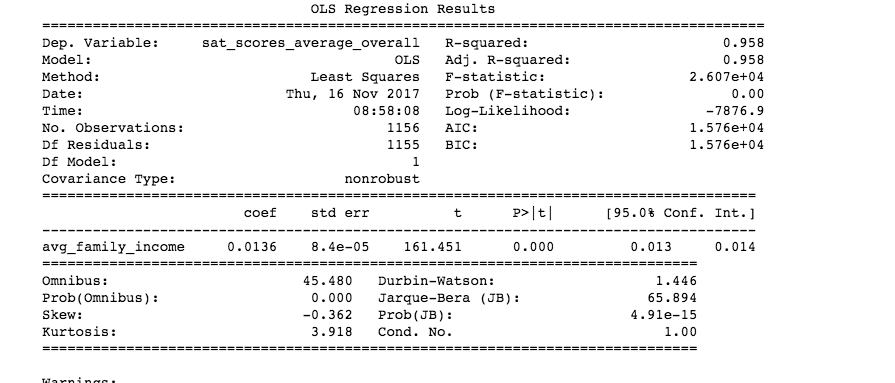 OLS Regression Results
==============================================================================
Dep. Variable:     sat_scores_average_overall   R-squared:                       0.958
Model:                            OLS   Adj. R-squared:                  0.958
Method:                 Least Squares   F-statistic:                 2.607e+04
Date:                Thu, 16 Nov 2017   Prob (F-statistic):               0.00
Time:                        08:58:08   Log-Likelihood:                -7876.9
No. Observations:                1156   AIC:                         1.576e+04
Df Residuals:                    1155   BIC:                         1.576e+04
Df Model:                           1
Covariance Type:            nonrobust
==============================================================================
coef    std err          t      P>|t|      [95.0% Conf. Int.]
------------------------------------------------------------------------------
avg_family_income     0.0136    8.4e-05    161.451      0.000         0.013     0.014
==============================================================================
Omnibus:                       45.480   Durbin-Watson:                   1.446
Prob(Omnibus):                  0.000   Jarque-Bera (JB):               65.894
Skew:                          -0.362   Prob(JB):                     4.91e-15
Kurtosis:                       3.918   Cond. No.                         1.00
==============================================================================
Warnings: